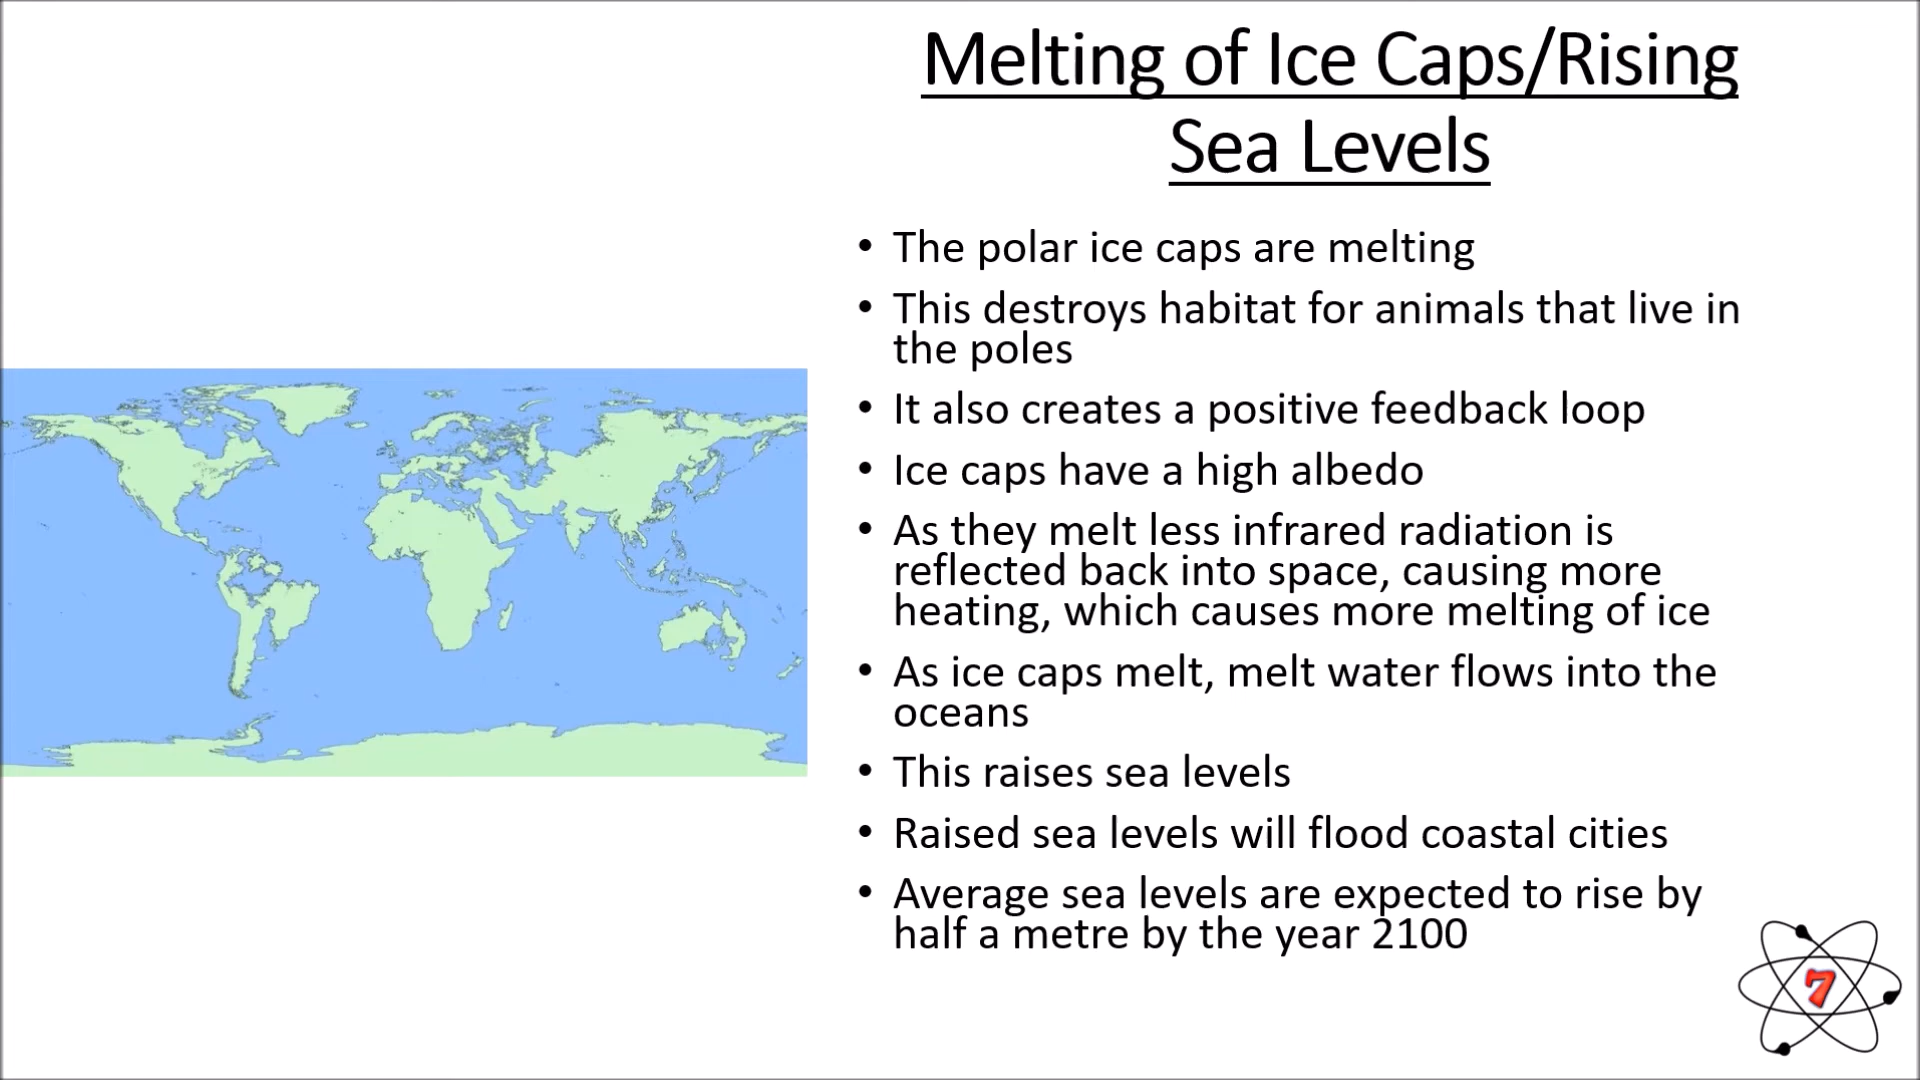 Melting of Ice Caps/Rising
Sea Levels
• The polar ice caps are melting
• This destroys habitat for animals that live in
the poles
• It also creates a positive feedback loop
• Ice caps have a high albedo
• As they melt less infrared radiation is
reflected back into space, causing more
heating, which causes more melting of ice
• As ice caps melt, melt water flows into the
oceans
• This raises sea levels
• Raised sea levels will flood coastal cities
• Average sea levels are expected to rise by
half a metre by the year 2100
7